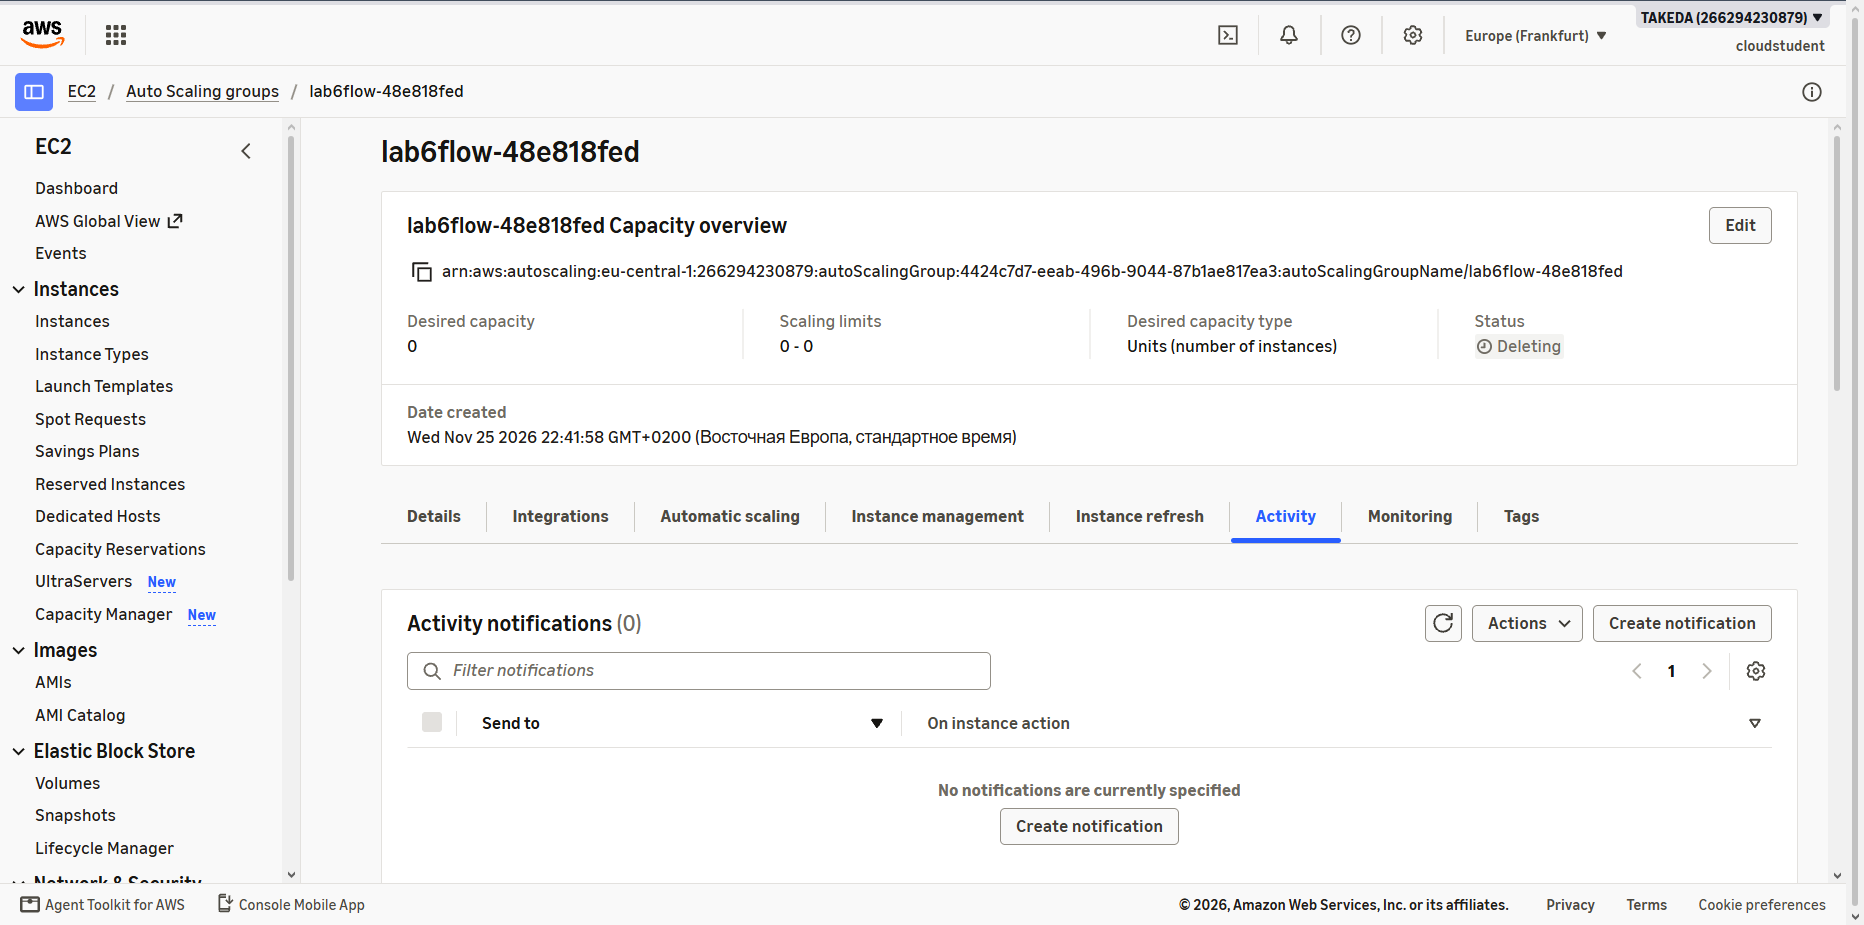 aws
Europe (Frankfurt)
TAKEDA (266294230879)
cloudstudent
EC2 / Auto Scaling groups / lab6flow-48e818fed
EC2
Dashboard
AWS Global View
Events
Instances
Instances
Instance Types
Launch Templates
Spot Requests
Savings Plans
Reserved Instances
Dedicated Hosts
Capacity Reservations
UltraServers New
Capacity Manager New
Images
AMIs
AMI Catalog
Elastic Block Store
Volumes
Snapshots
Lifecycle Manager
Network & Security
lab6flow-48e818fed
lab6flow-48e818fed Capacity overview
Edit
arn:aws:autoscaling:eu-central-1:266294230879:autoScalingGroup:4424c7d7-eeab-496b-9044-87b1ae817ea3:autoScalingGroupName/lab6flow-48e818fed
Desired capacity
0
Scaling limits
0 - 0
Desired capacity type
Units (number of instances)
Status
Deleting
Date created
Wed Nov 25 2026 22:41:58 GMT+0200 (Восточная Европа, стандартное время)
Details Integrations Automatic scaling Instance management Instance refresh Activity Monitoring Tags
Activity notifications (0)
Actions
Create notification
Filter notifications
1
Send to
On instance action
No notifications are currently specified
Create notification
Agent Toolkit for AWS
Console Mobile App
© 2026, Amazon Web Services, Inc. or its affiliates.
Privacy
Terms
Cookie preferences